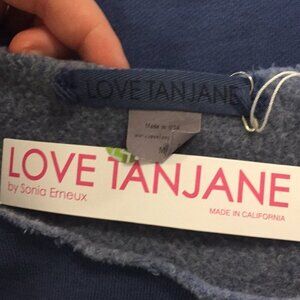 LOVE TANJANE
Made in USA
M
LOVE TANJANE
by Sonia Erneux
MADE IN CALIFORNIA